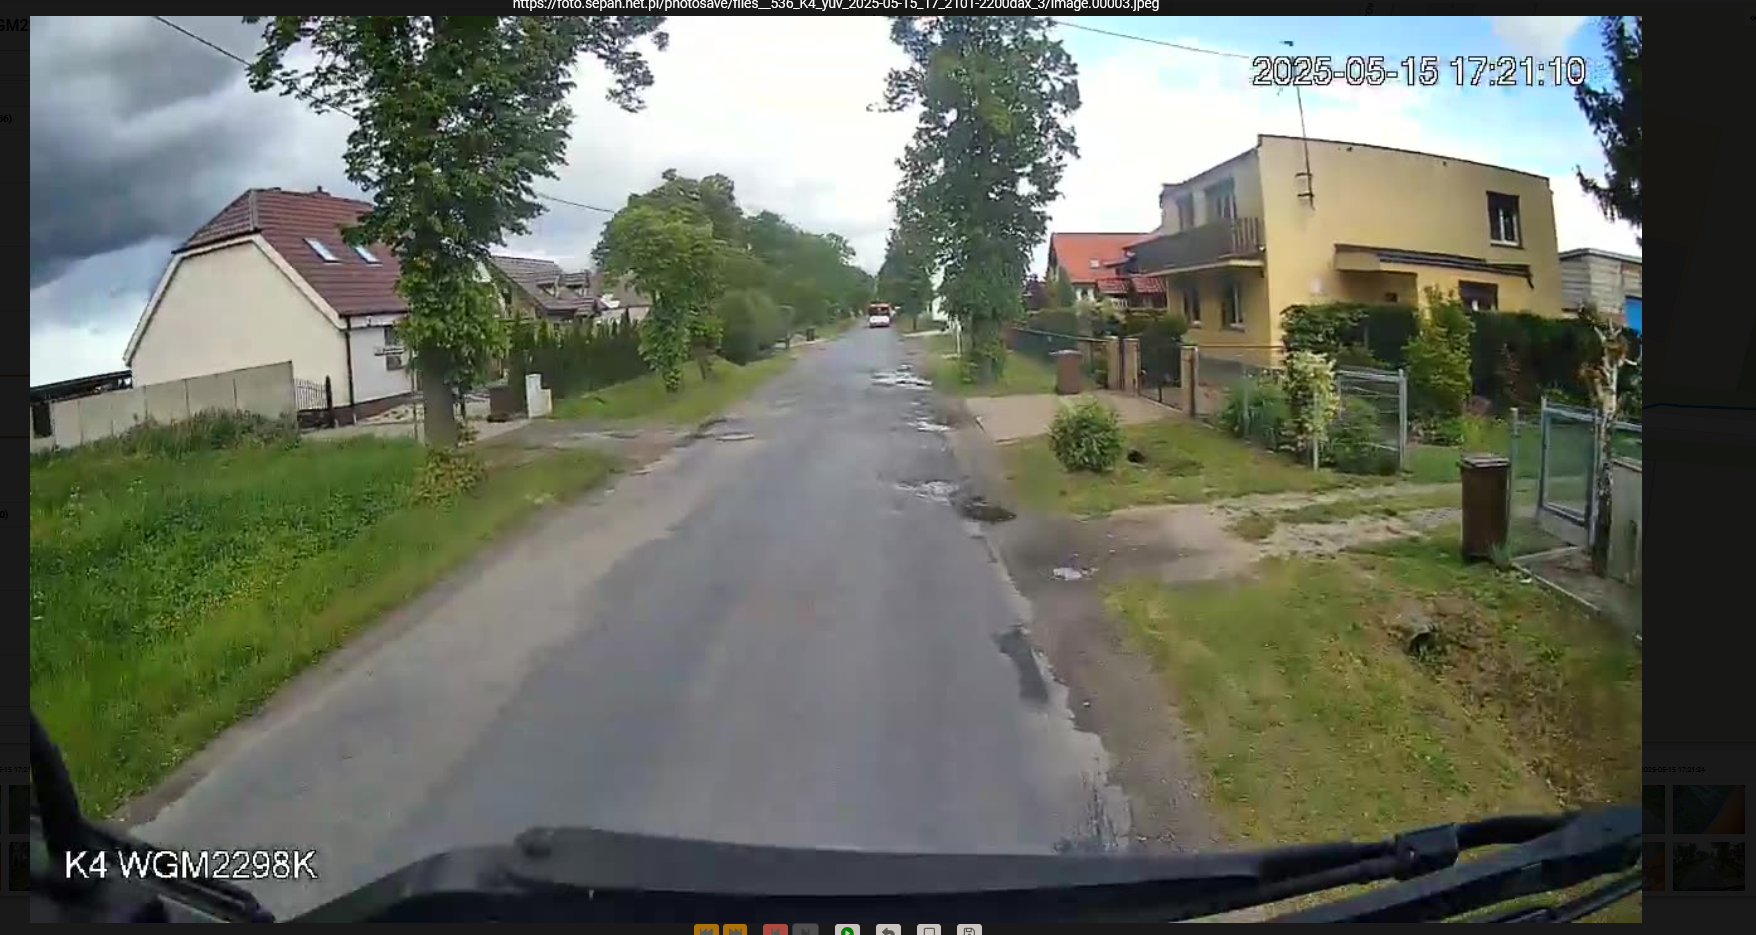 https://foto.sepan.net.pl/photosave/files__536_K4_yuv_2025-05-15_17_2101-2200dax_3/image.00003.jpeg
2025-05-15 17:21:10
K4 WGM2298K